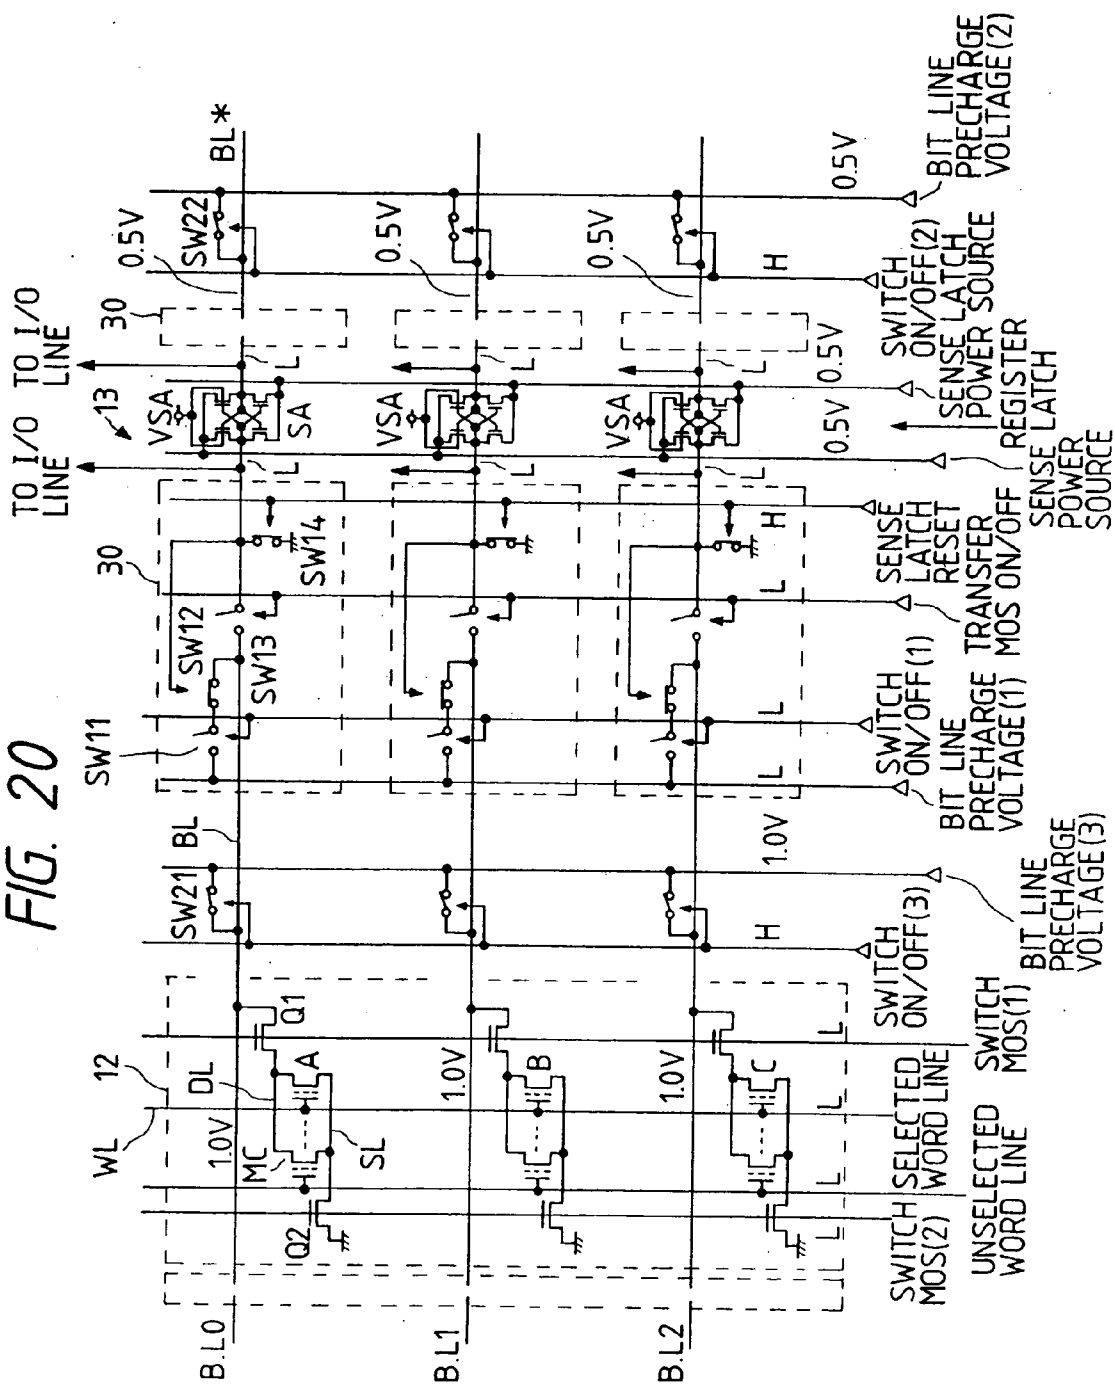 FIG. 20
TO I/O
LINE
TO I/O
LINE
13
BL*
WL
12
DL
1.0V
MC
A
SL
Q1
Q2
SW21
BL
SW11
30
SW12
SW13
SW14
L
VSA
SA
L
30
0.5V
SW22
B.L0
1.0V
B
L
VSA
L
0.5V
B.L1
1.0V
C
L
VSA
L
0.5V
B.L2
L
L
L
L
H
1.0V
L
L
L
H
0.5V
0.5V
H
0.5V
SWITCH
MOS(2)
UNSELECTED
WORD LINE
SELECTED
WORD LINE
SWITCH
MOS(1)
SWITCH
ON/OFF(3)
BIT LINE
PRECHARGE
VOLTAGE(3)
BIT LINE
PRECHARGE
VOLTAGE(1)
SWITCH
ON/OFF(1)
TRANSFER
MOS ON/OFF
SENSE
LATCH
RESET
SENSE LATCH
POWER
SOURCE
REGISTER
SENSE LATCH
POWER SOURCE
SWITCH
ON/OFF(2)
BIT LINE
PRECHARGE
VOLTAGE(2)